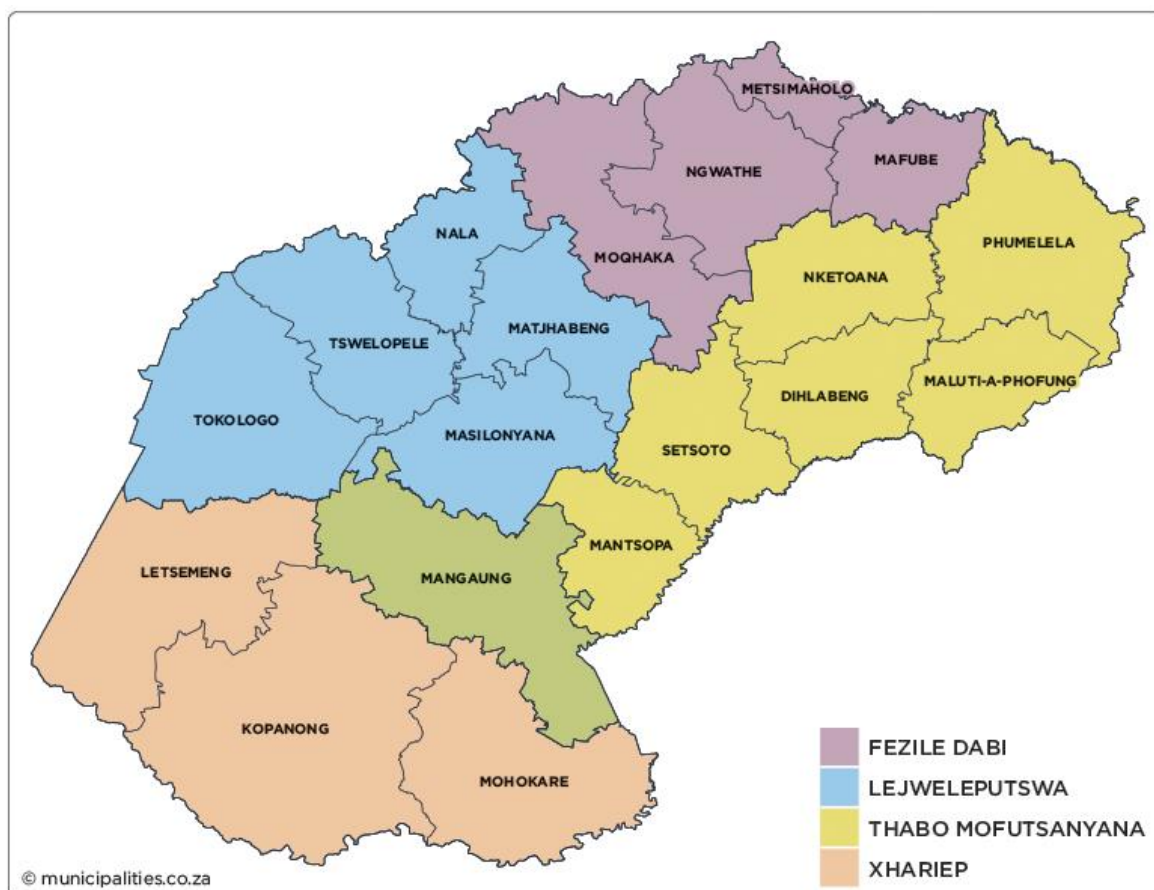 METSIMAHOLO
MAFUBE
NGWATHE
PHUMELELA
NALA
MOQHAKA
NKETOANA
MATJHABENG
TSWELOPELE
MALUTI-A-PHOFUNG
DIHLABENG
TOKOLOGO
MASILONYANA
SETSOTO
MANTSOPA
LETSEMENG
MANGAUNG
KOPANONG
MOHOKARE
FEZILE DABI
LEJWELEPUTSWA
THABO MOFUTSANYANA
XHARIEP
© municipalities.co.za